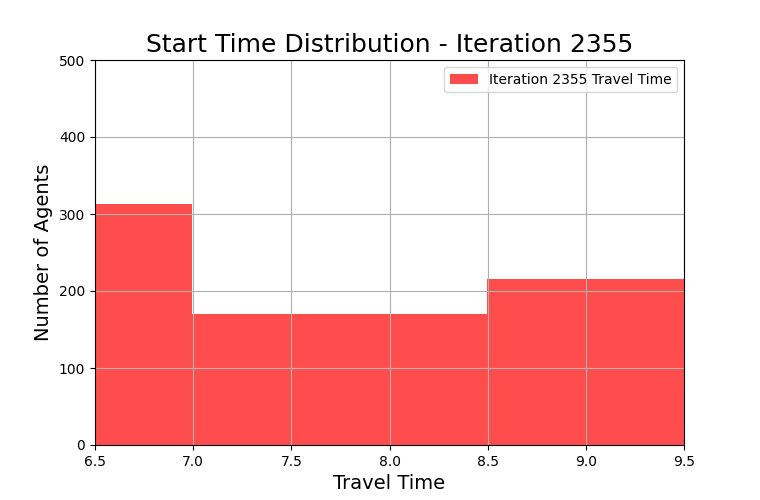 Start Time Distribution - Iteration 2355
Iteration 2355 Travel Time
Number of Agents
500
400
300
200
100
0
6.5 7.0 7.5 8.0 8.5 9.0 9.5
Travel Time